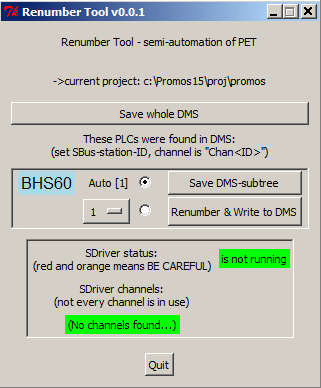 Renumber Tool v0.0.1
Renumber Tool - semi-automation of PET
->current project: c:\Promos15\proj\promos
Save whole DMS
These PLCs were found in DMS:
(set SBus-station-ID, channel is "Chan<ID>")
BHS60 Auto [1] Save DMS-subtree
1 Renumber & Write to DMS
SDriver status:
(red and orange means BE CAREFUL) is not running
SDriver channels:
(not every channel is in use)
(No channels found...)
Quit